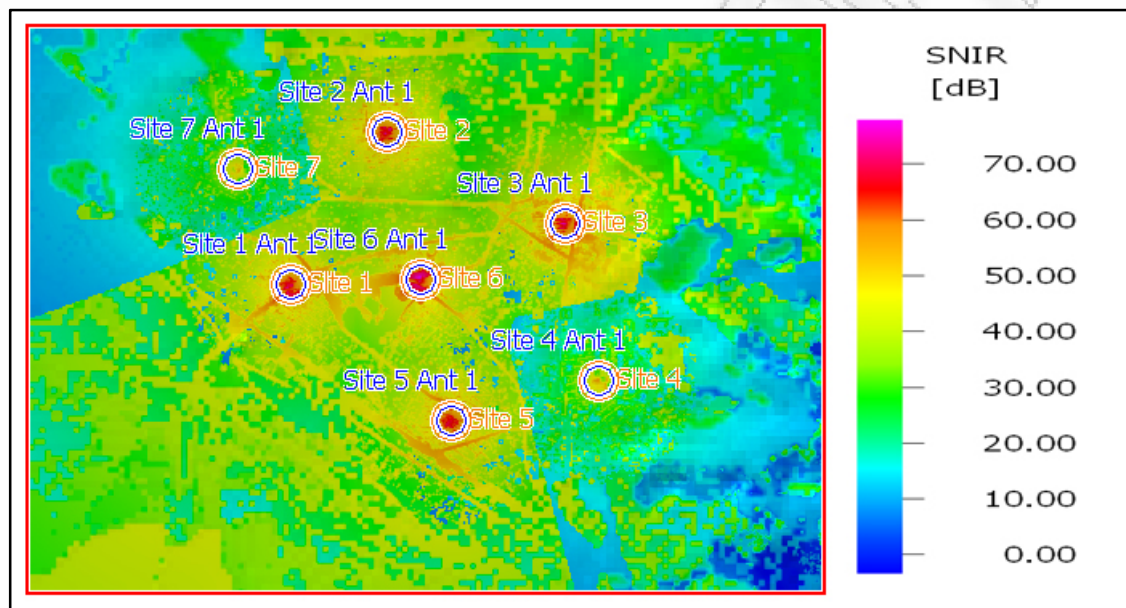 SNIR
[dB]
Site 2 Ant 1
Site 2
Site 7 Ant 1
Site 7
Site 3 Ant 1
Site 3
Site 1 Ant 1
Site 1
Site 6 Ant 1
Site 6
Site 4 Ant 1
Site 4
Site 5 Ant 1
Site 5
70.00
60.00
50.00
40.00
30.00
20.00
10.00
0.00